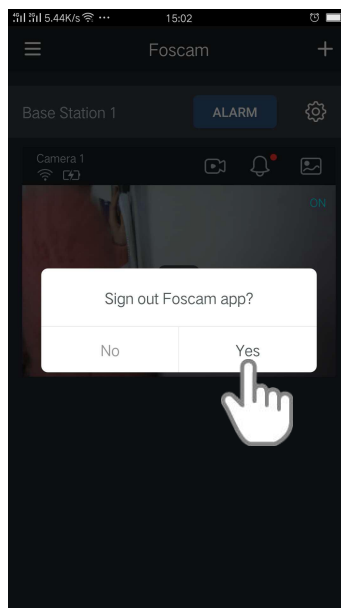 5.44K/s ··· 15:02
Foscam
Base Station 1 ALARM
Camera 1
ON
Sign out Foscam app?
No Yes